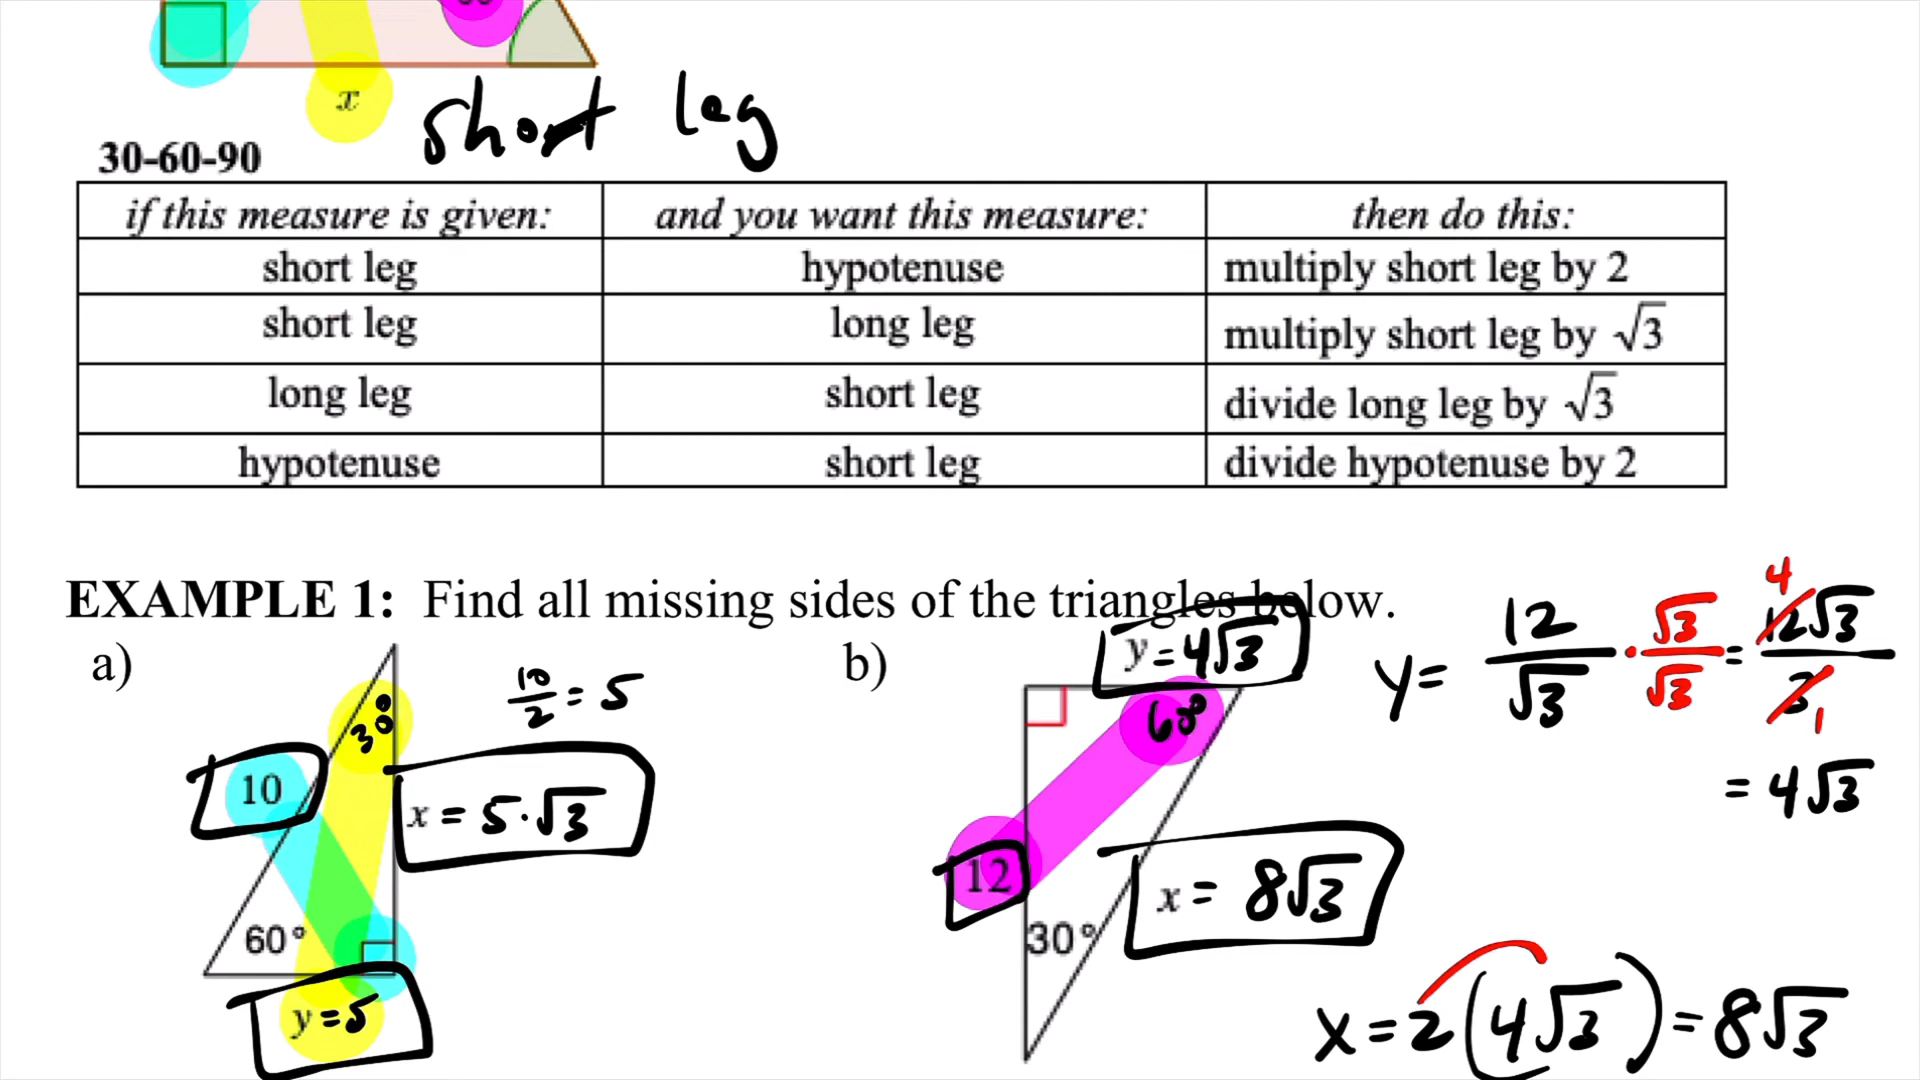 x
short leg
30-60-90
if this measure is given: and you want this measure: then do this:
short leg hypotenuse multiply short leg by 2
short leg long leg multiply short leg by √3
long leg short leg divide long leg by √3
hypotenuse short leg divide hypotenuse by 2
EXAMPLE 1: Find all missing sides of the triangles below.
a)
30°
10/2 = 5
10
x = 5·√3
60°
y = 5
b)
y = 4√3
60°
12
x = 8√3
30°
y = 12/√3 · √3/√3 = 12√3/3
4
1
= 4√3
x = 2(4√3) = 8√3